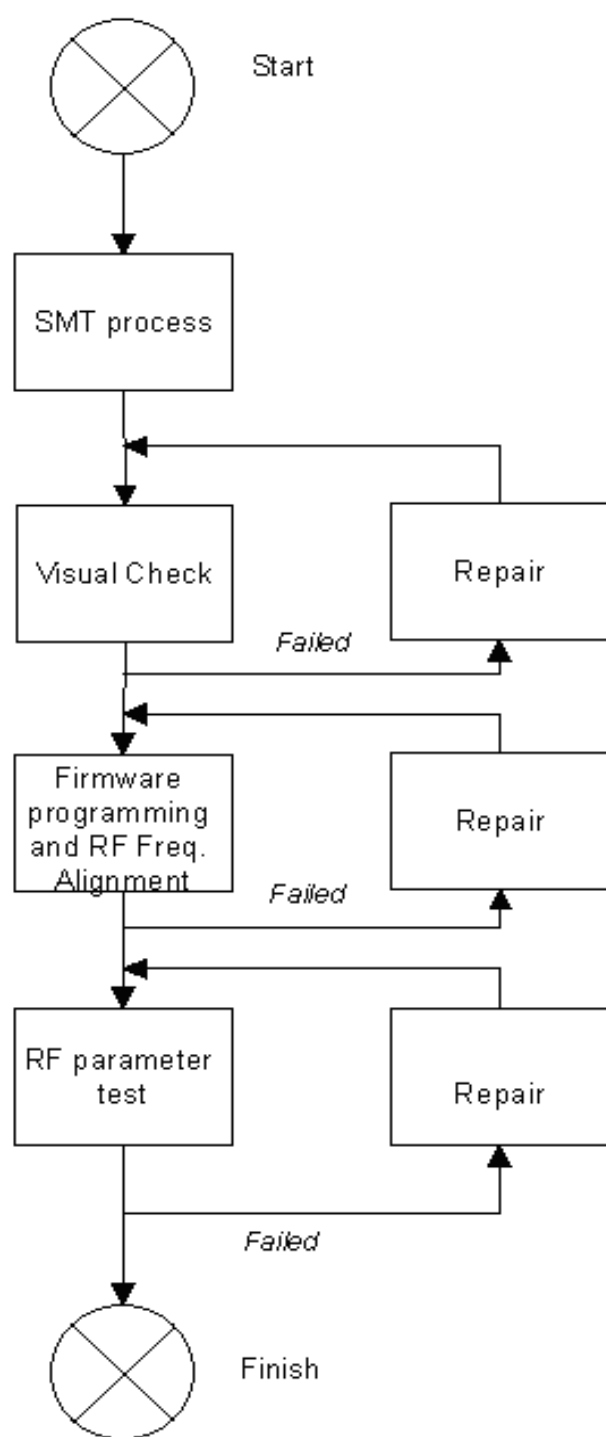 Start
SMT process
Visual Check
Repair
Failed
Firmware
programming
and RF Freq.
Alignment
Repair
Failed
RF parameter
test
Repair
Failed
Finish